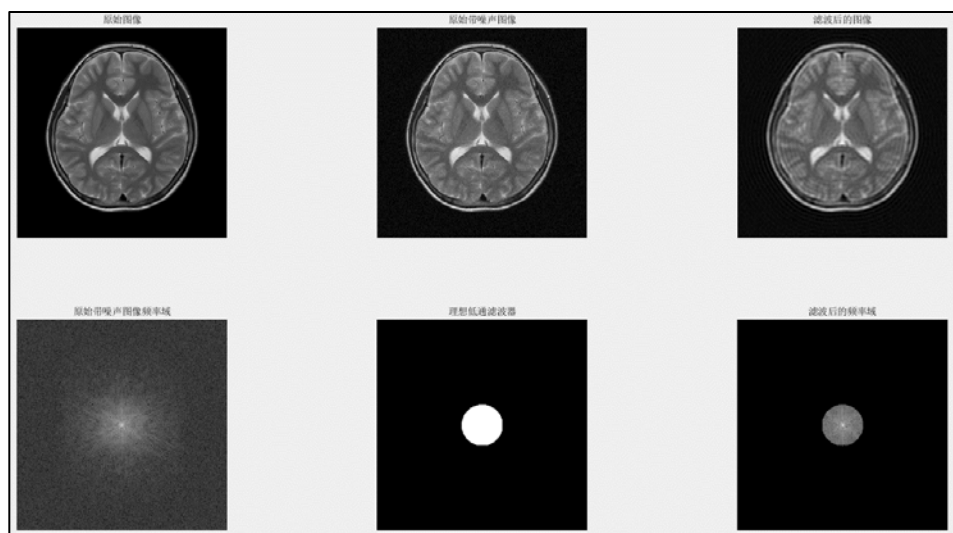 原始图像
原始带噪声图像
滤波后的图像
原始带噪声图像频率域
理想低通滤波器
滤波后的频率域